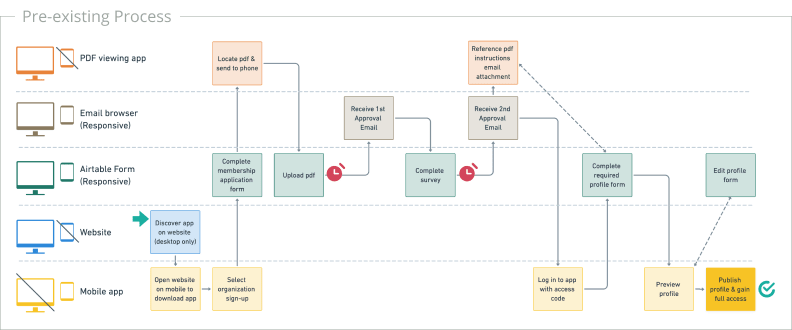 Pre-existing Process
PDF viewing app
Locate pdf &
send to phone
Reference pdf
instructions
email
attachment
Email browser
(Responsive)
Receive 1st
Approval
Email
Receive 2nd
Approval
Email
Airtable Form
(Responsive)
Complete
membership
application
form
Upload pdf
Complete
survey
Complete
required
profile form
Edit profile
form
Website
Discover app
on website
(desktop only)
Mobile app
Open website
on mobile to
download app
Select
organization
sign-up
Log in to app
with access
code
Preview
profile
Publish
profile & gain
full access